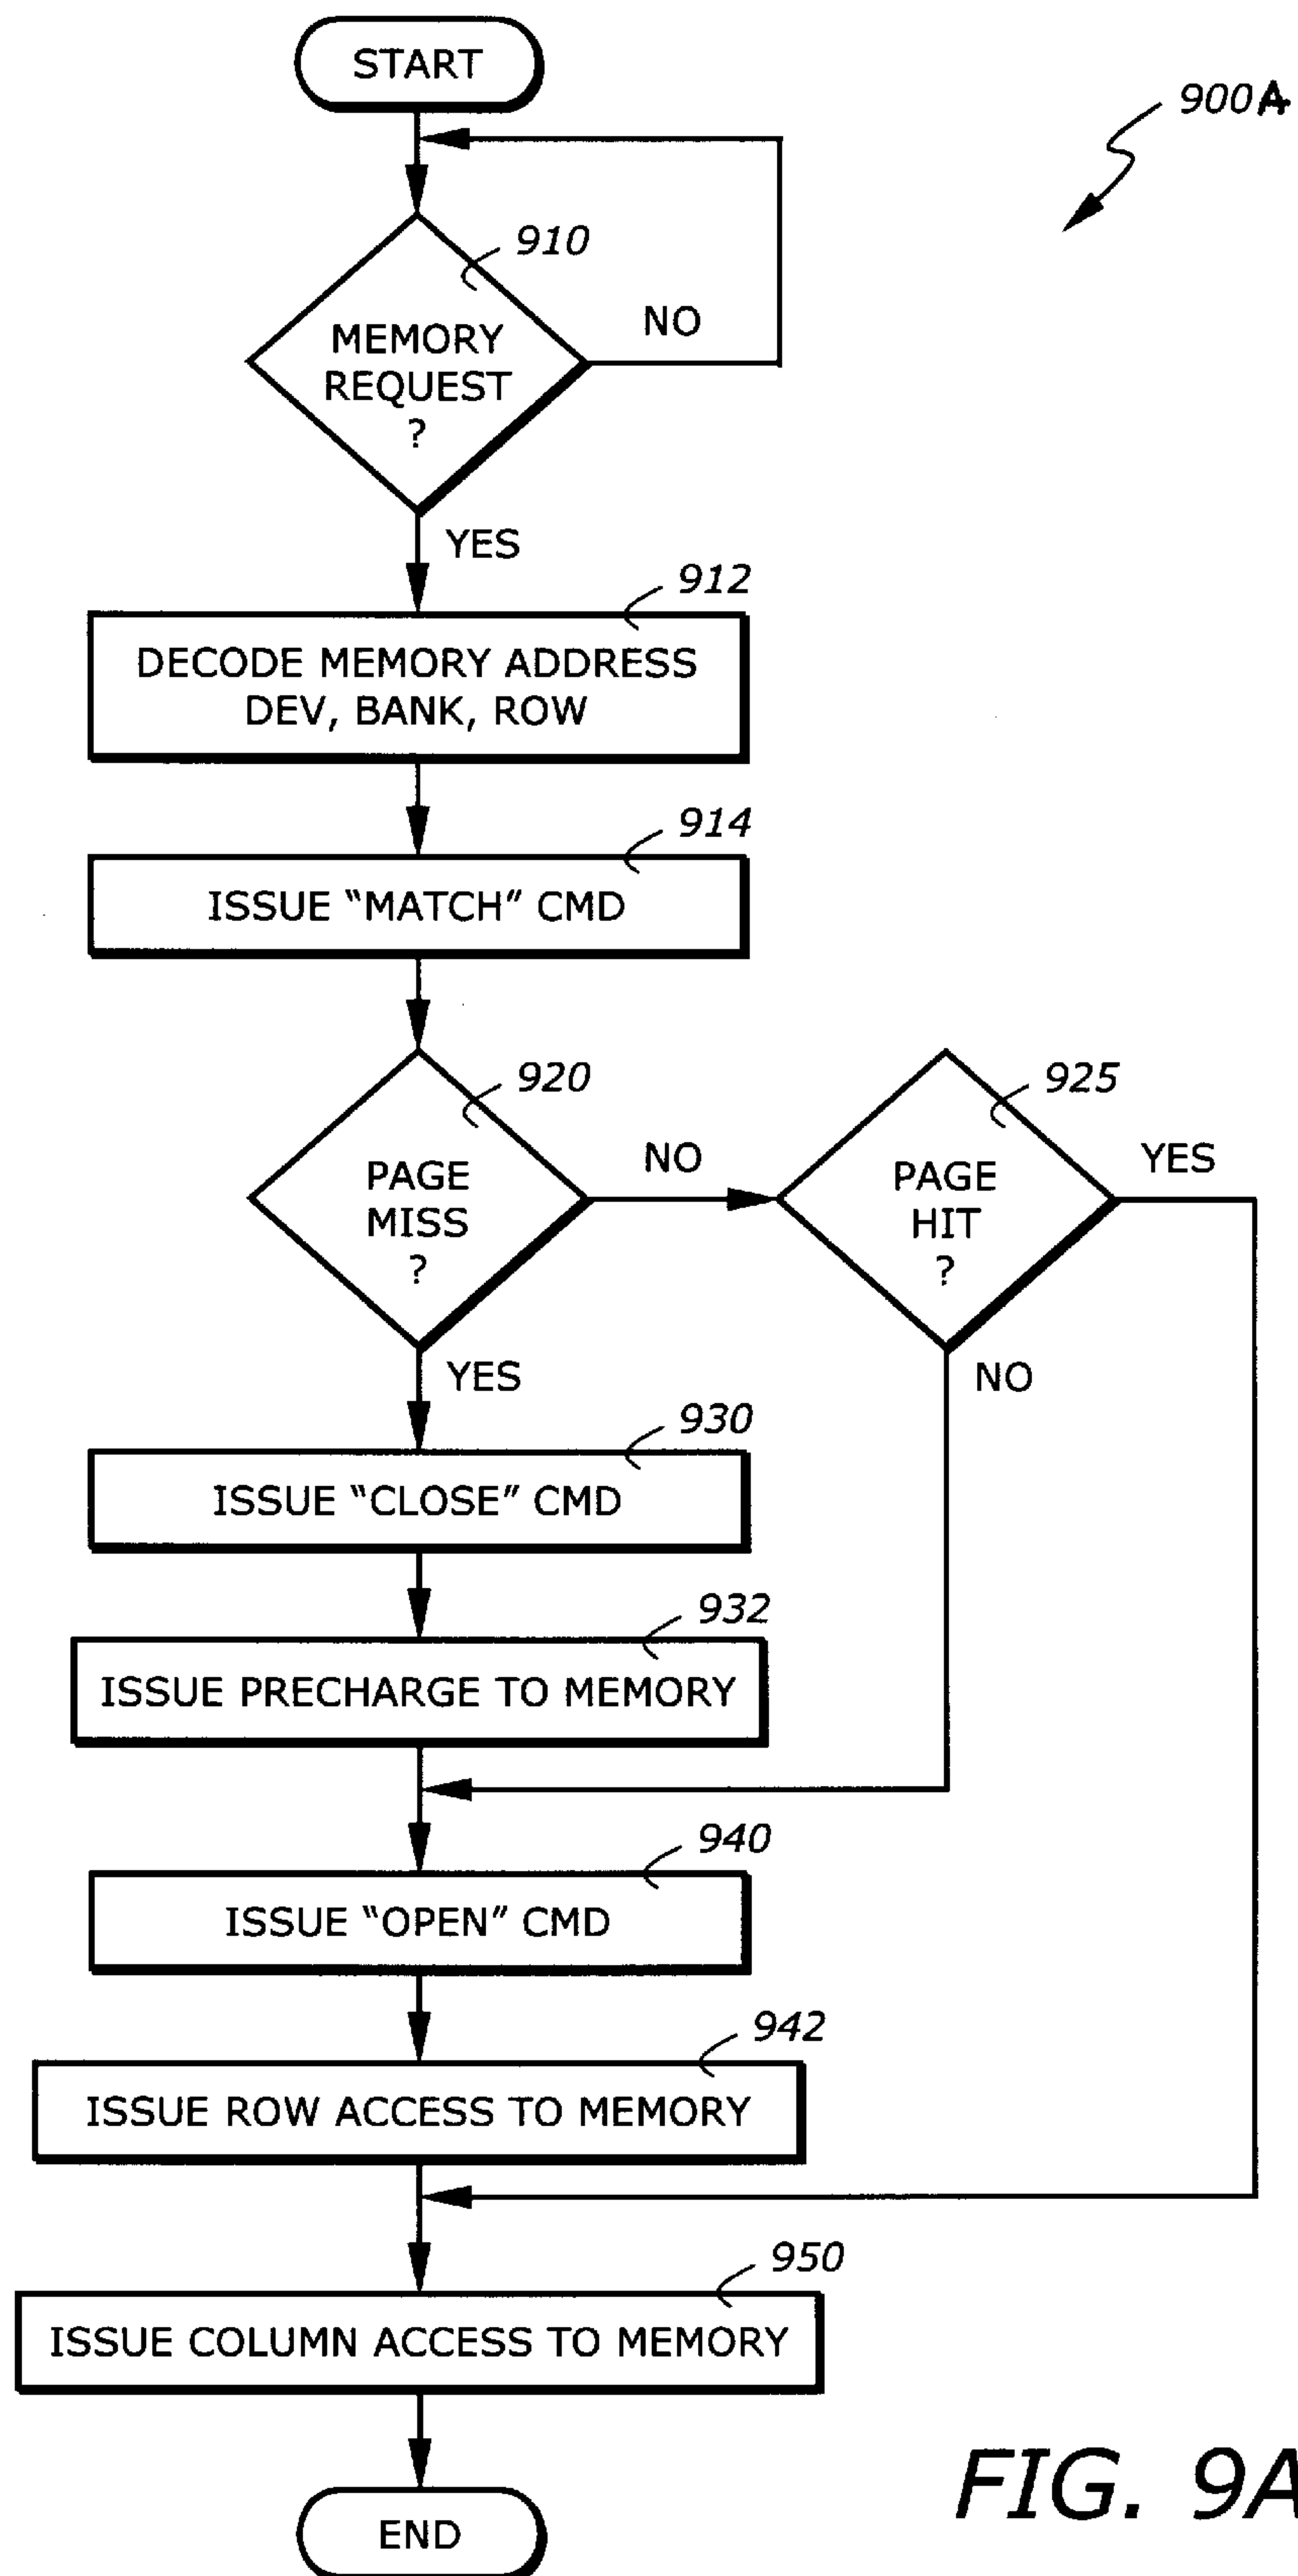 START
900A
910
NO
MEMORY
REQUEST
?
YES
912
DECODE MEMORY ADDRESS
DEV, BANK, ROW
914
ISSUE “MATCH” CMD
920
925
NO
YES
PAGE
MISS
?
PAGE
HIT
?
YES
NO
930
ISSUE “CLOSE” CMD
932
ISSUE PRECHARGE TO MEMORY
940
ISSUE “OPEN” CMD
942
ISSUE ROW ACCESS TO MEMORY
950
ISSUE COLUMN ACCESS TO MEMORY
END
FIG. 9A